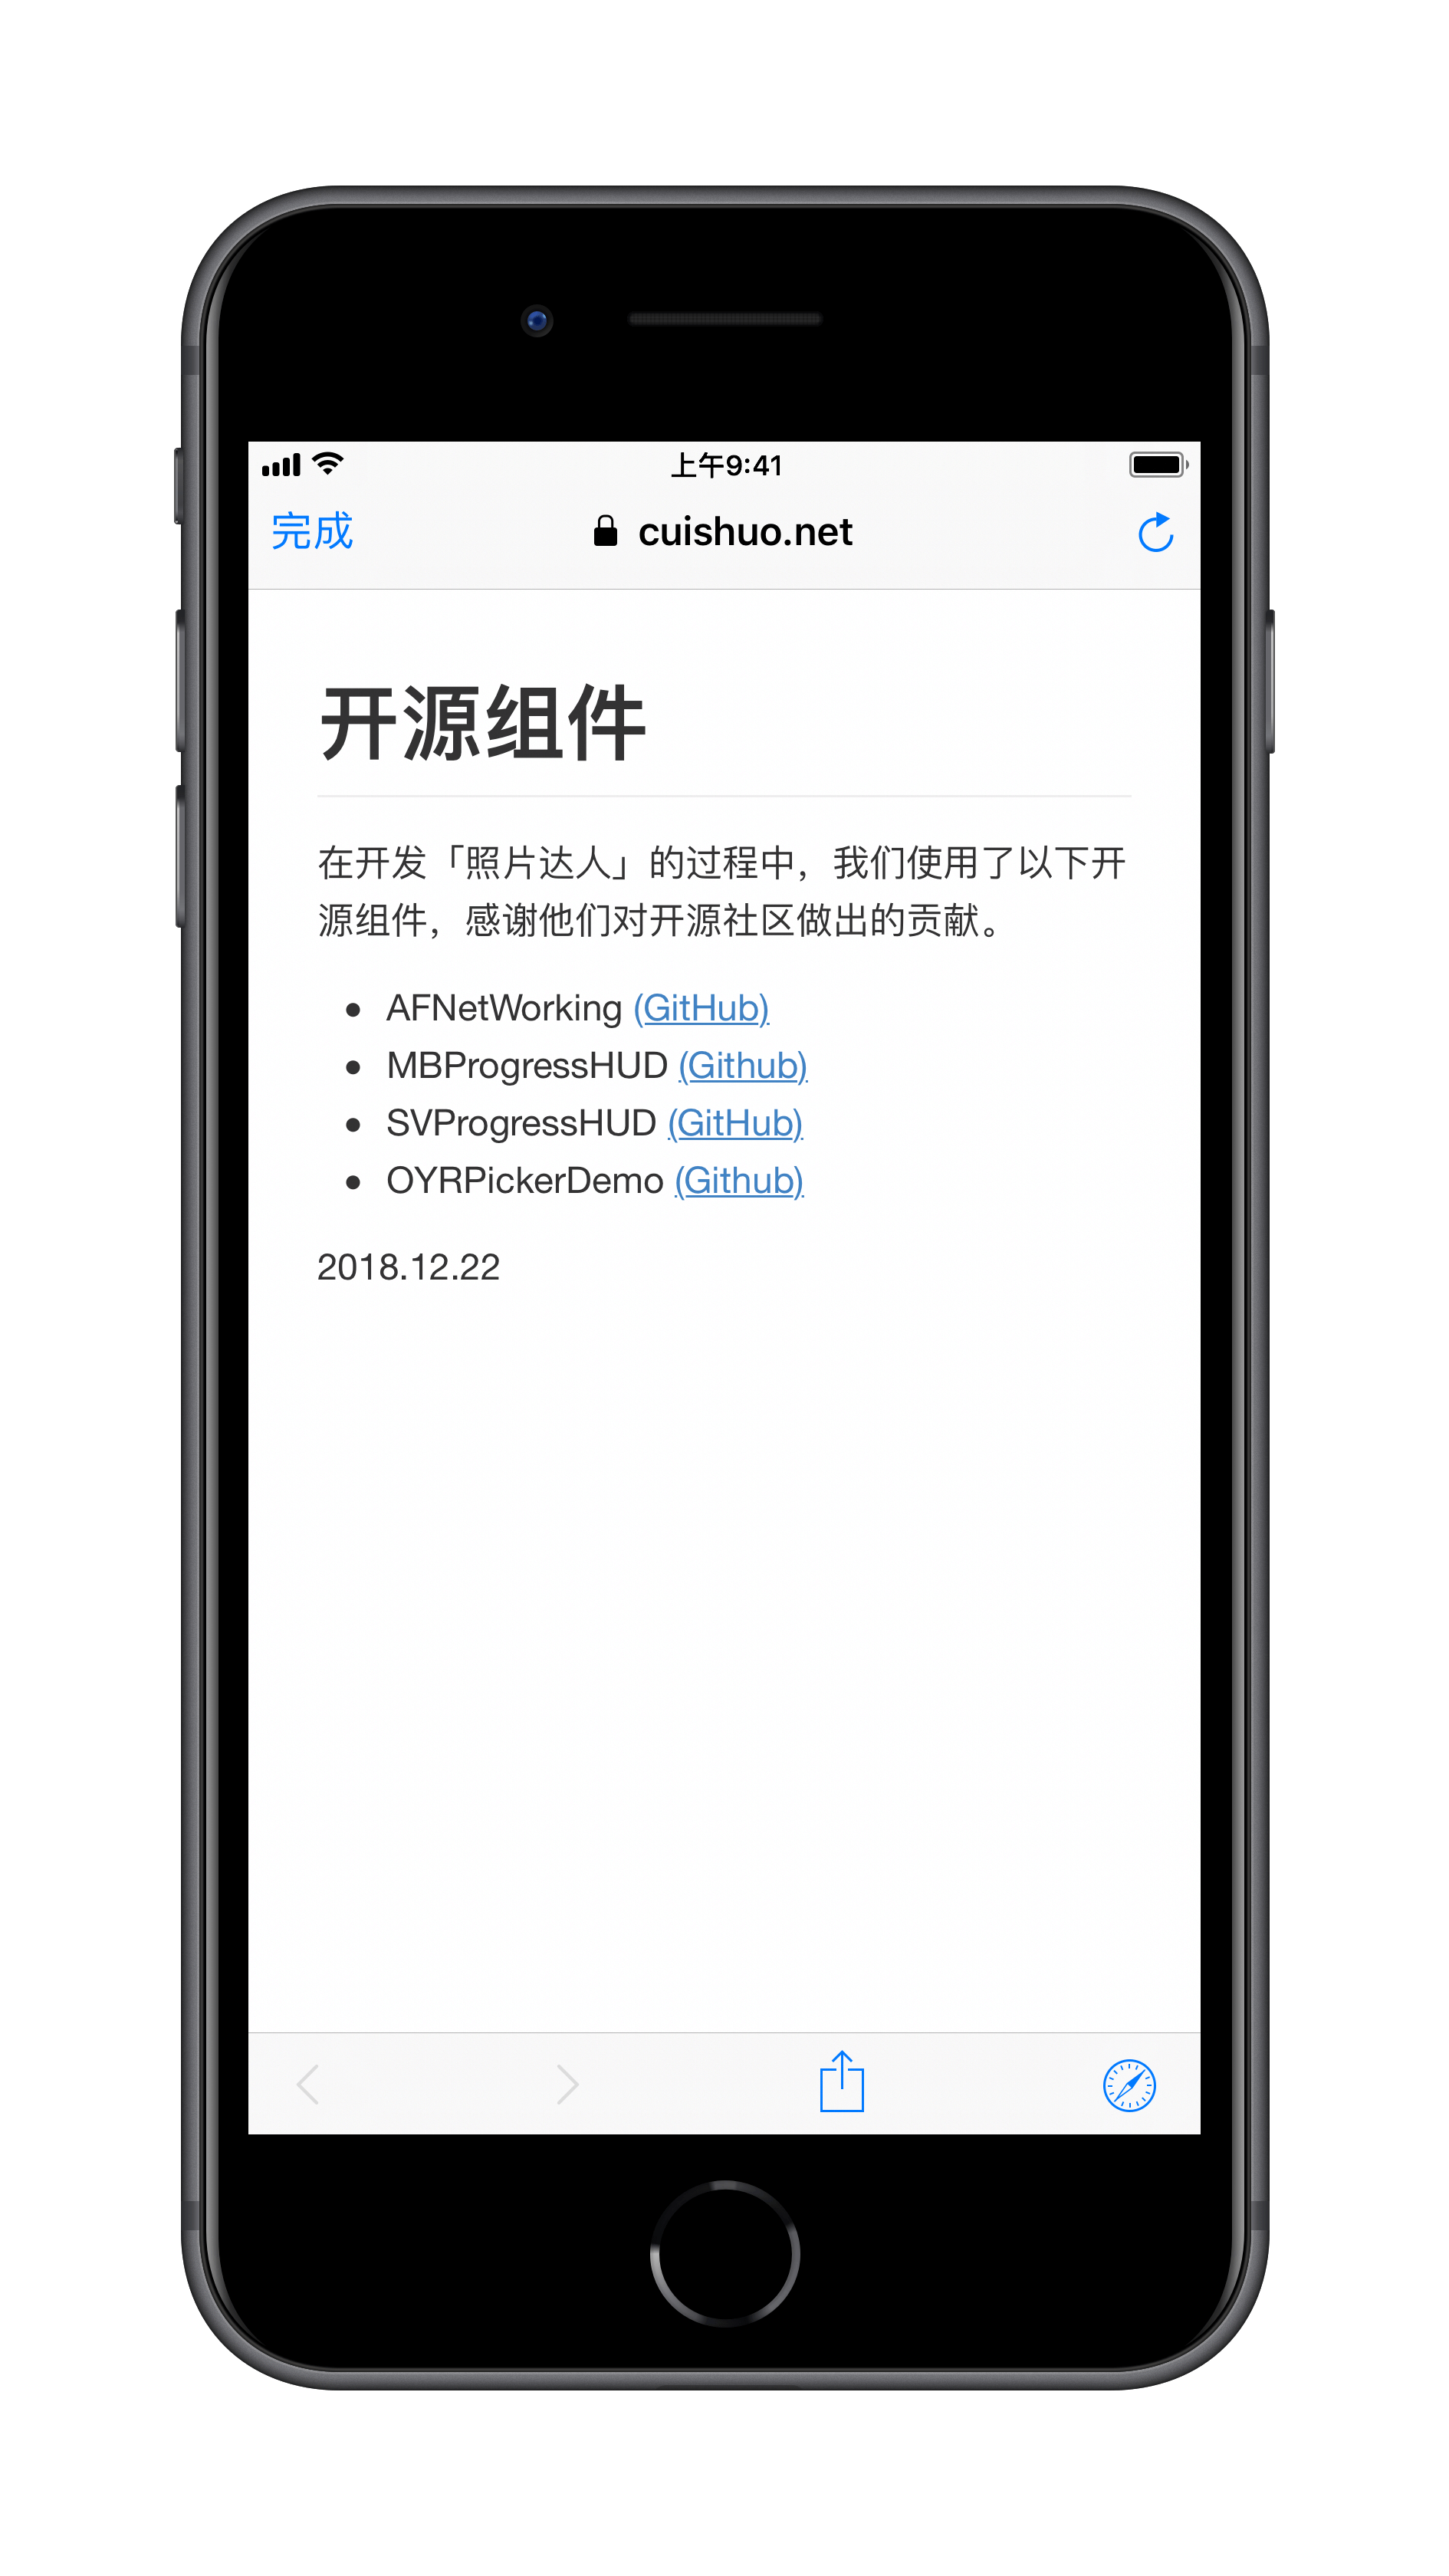 上午9:41
完成 cuishuo.net
开源组件
在开发「照片达人」的过程中，我们使用了以下开
源组件，感谢他们对开源社区做出的贡献。
• AFNetWorking (GitHub)
• MBProgressHUD (Github)
• SVProgressHUD (GitHub)
• OYRPickerDemo (Github)
2018.12.22